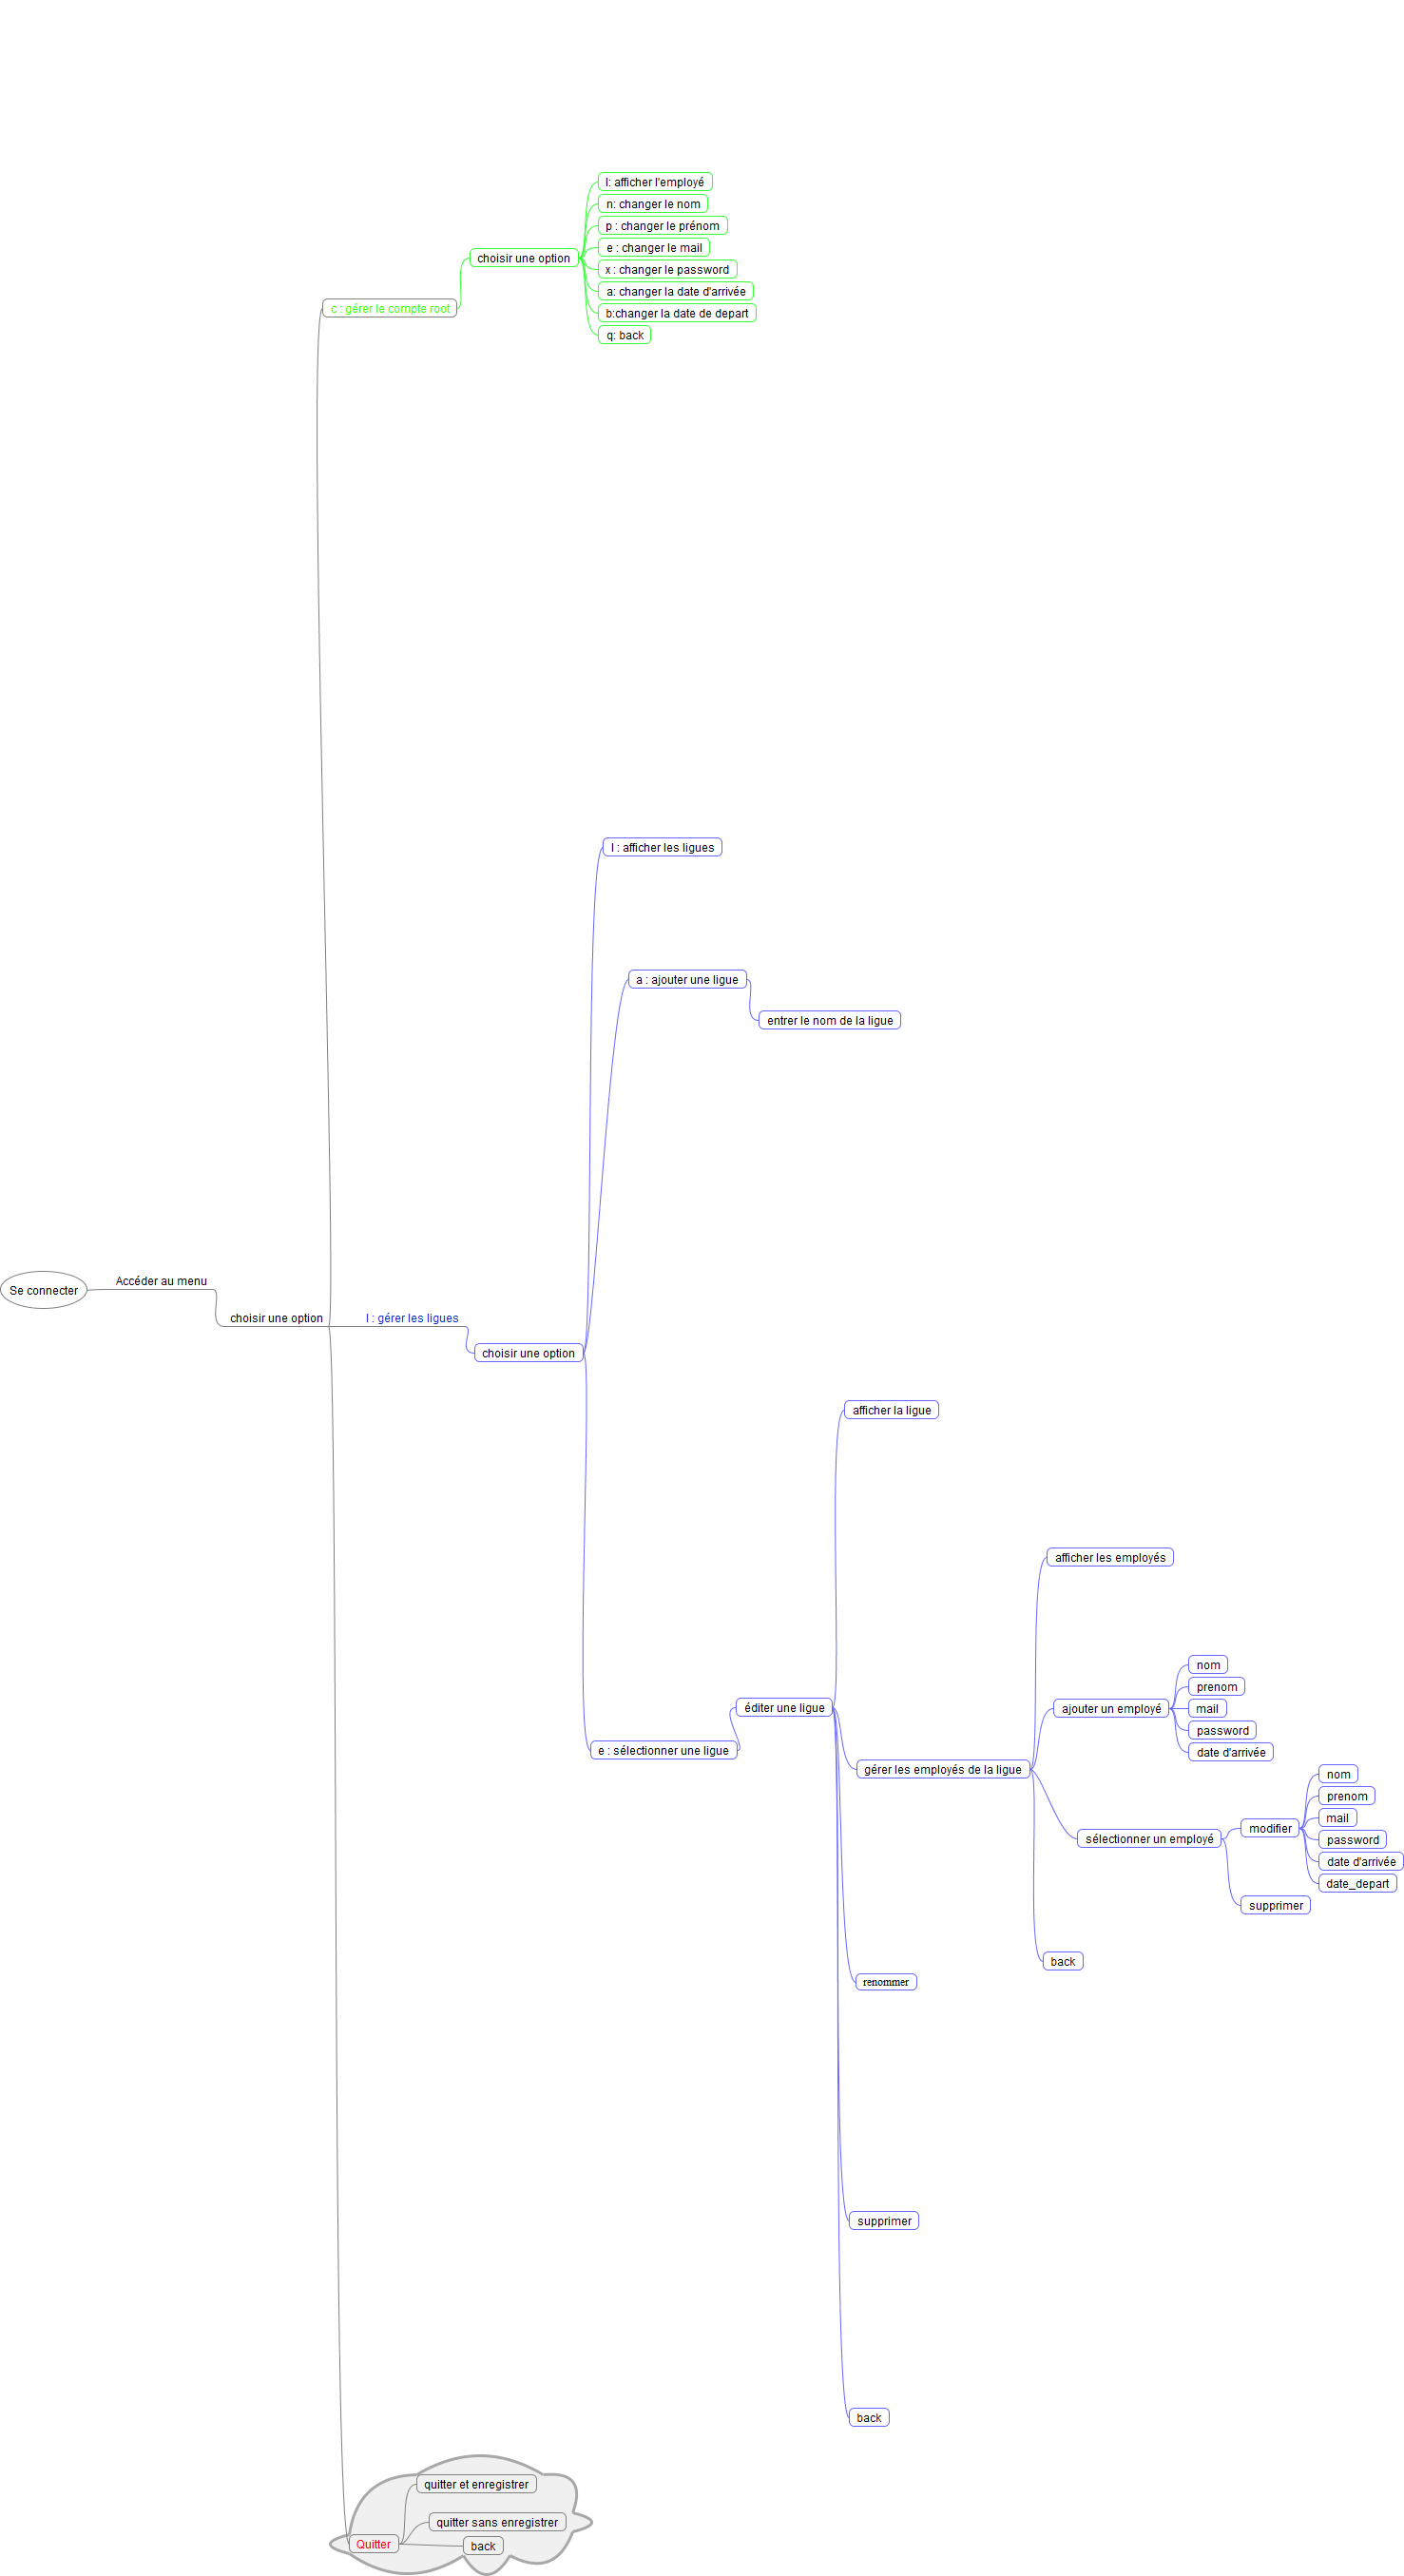 l: afficher l'employé
n: changer le nom
p : changer le prénom
e : changer le mail
choisir une option
x : changer le password
a: changer la date d'arrivée
c : gérer le compte root
b:changer la date de depart
q: back
l : afficher les ligues
a : ajouter une ligue
entrer le nom de la ligue
Se connecter
Accéder au menu
choisir une option
l : gérer les ligues
choisir une option
afficher la ligue
afficher les employés
nom
prenom
éditer une ligue
ajouter un employé
mail
password
e : sélectionner une ligue
date d'arrivée
gérer les employés de la ligue
nom
prenom
mail
modifier
sélectionner un employé
password
date d'arrivée
date_depart
supprimer
back
renommer
supprimer
back
quitter et enregistrer
quitter sans enregistrer
Quitter
back